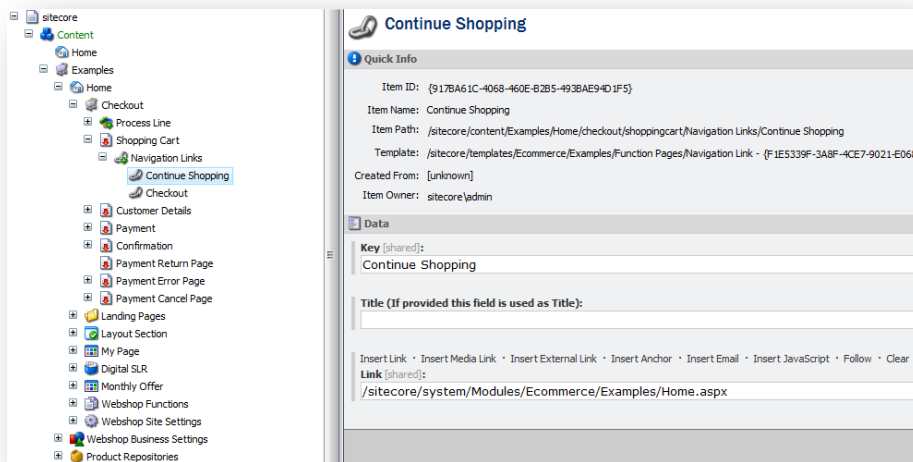 sitecore
Content
Home
Examples
Home
Checkout
Process Line
Shopping Cart
Navigation Links
Continue Shopping
Checkout
Customer Details
Payment
Confirmation
Payment Return Page
Payment Error Page
Payment Cancel Page
Landing Pages
Layout Section
My Page
Digital SLR
Monthly Offer
Webshop Functions
Webshop Site Settings
Webshop Business Settings
Product Repositories
Continue Shopping
Quick Info
Item ID: {917BA61C-4068-460E-B2B5-493BAE94D1F5}
Item Name: Continue Shopping
Item Path: /sitecore/content/Examples/Home/checkout/shoppingcart/Navigation Links/Continue Shopping
Template: /sitecore/templates/Ecommerce/Examples/Function Pages/Navigation Link - {F1E5339F-3A8F-4CE7-9021-E06
Created From: [unknown]
Item Owner: sitecore\admin
Data
Key [shared]:
Continue Shopping
Title (If provided this field is used as Title):
Insert Link · Insert Media Link · Insert External Link · Insert Anchor · Insert Email · Insert JavaScript · Follow · Clear
Link [shared]:
/sitecore/system/Modules/Ecommerce/Examples/Home.aspx